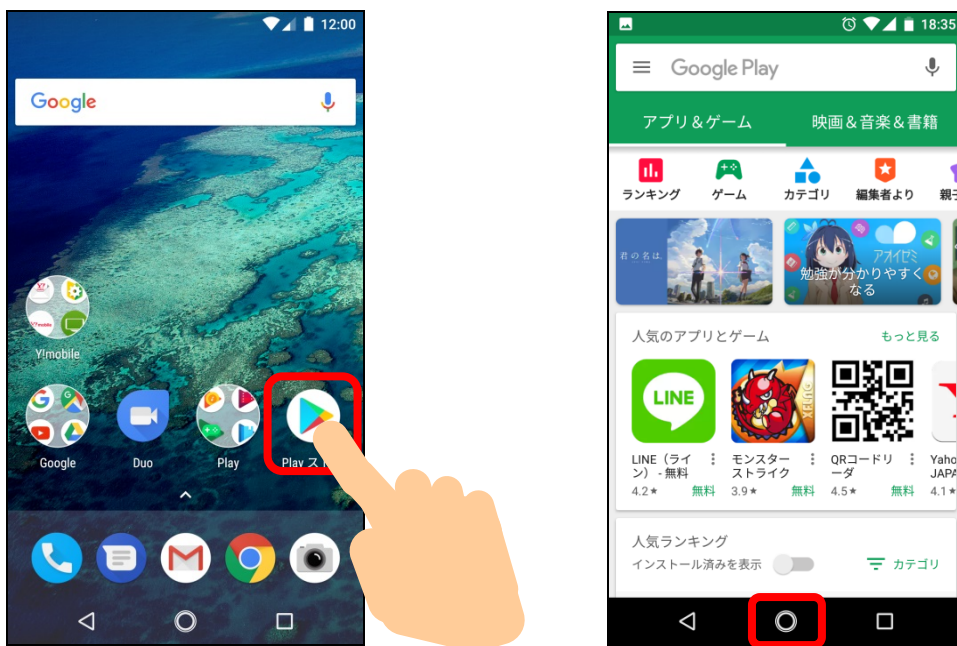 12:00
Google
Y!mobile
Google
Duo
Play
Play スト
18:35
Google Play
アプリ＆ゲーム
映画＆音楽＆書籍
ランキング
ゲーム
カテゴリ
編集者より
親子
君の名は.
アオイゼミ
勉強が分かりやすく
なる
人気のアプリとゲーム
もっと見る
LINE
XFLAG
LINE（ライ
ン） - 無料
4.2★
無料
モンスター
ストライク
3.9★
無料
QRコードリ
ーダ
4.5★
無料
Yaho
JAPA
4.1★
人気ランキング
インストール済みを表示
カテゴリ